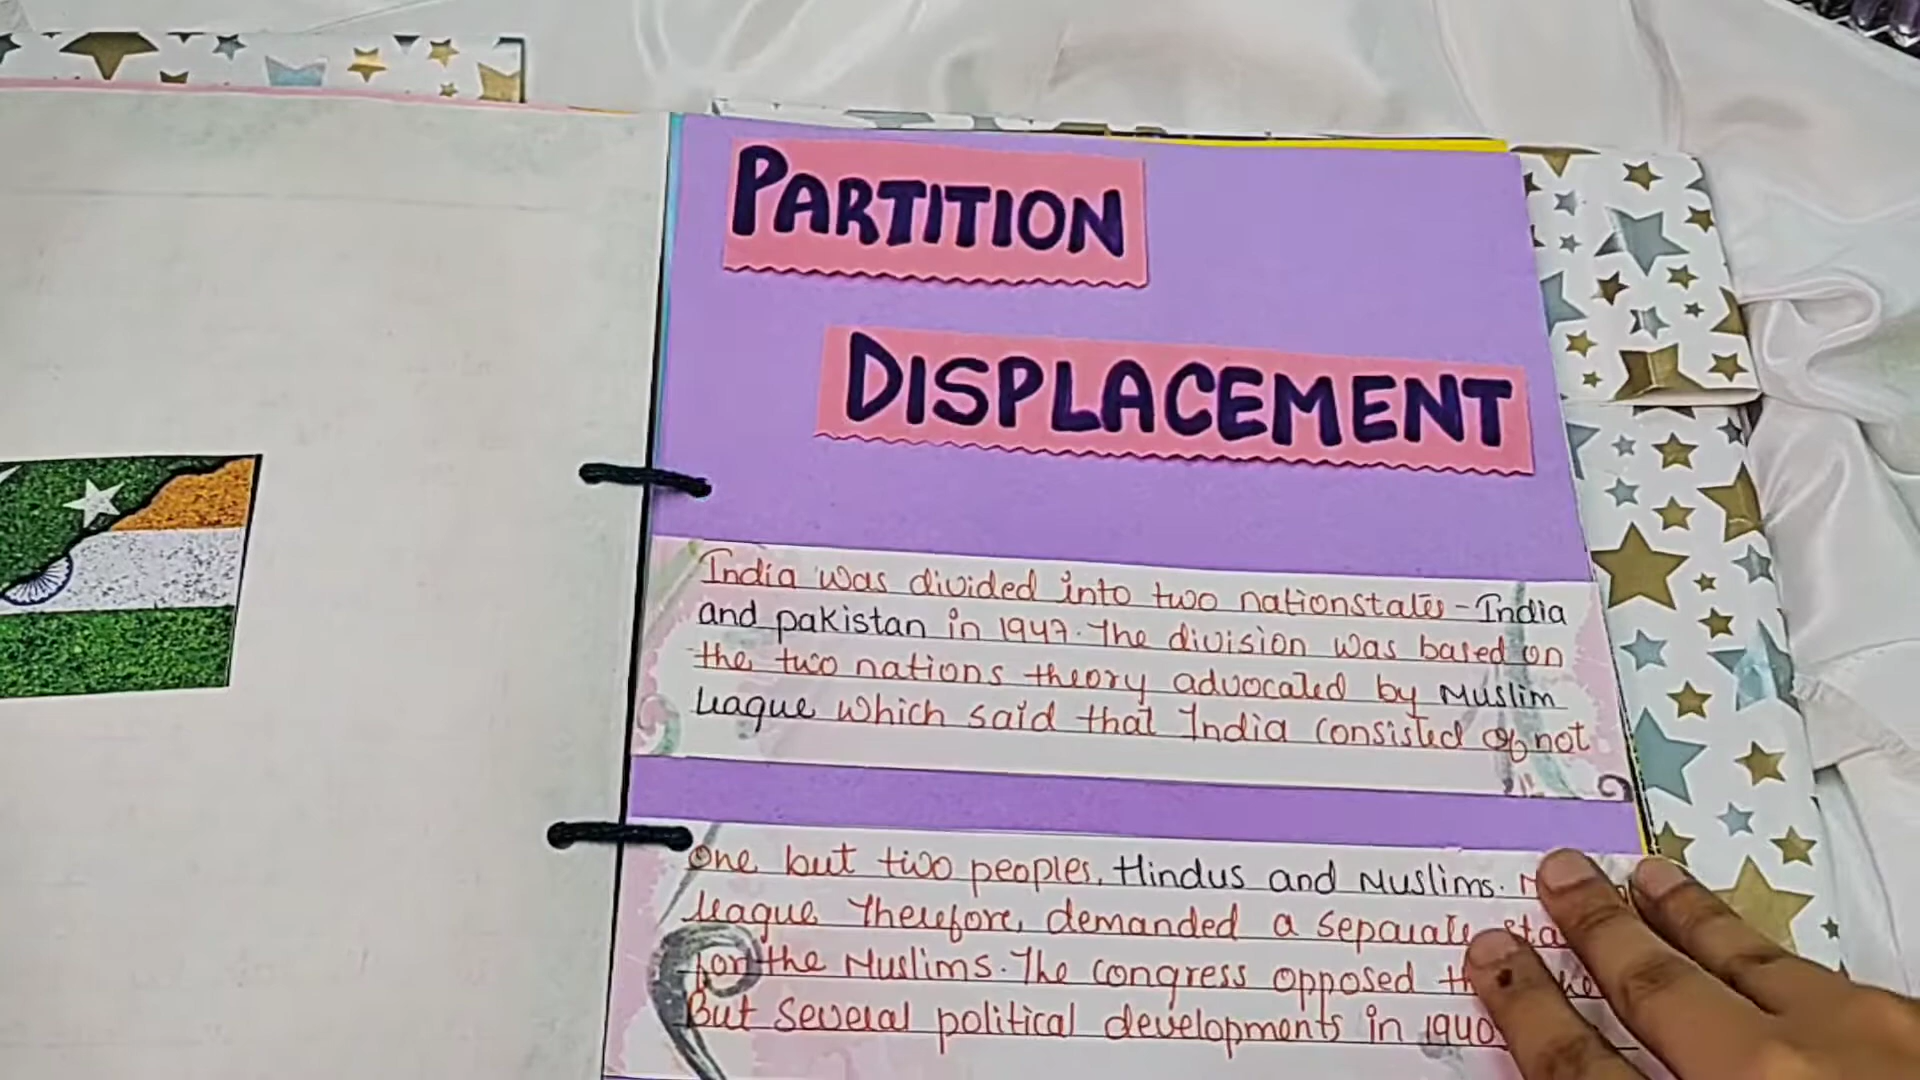 PARTITION
DISPLACEMENT
India was divided into two nationstates - India
and pakistan in 1947. The division was based on
the two nations theory advocated by Muslim
league which said that India consisted of not
One but two peoples, Hindus and Muslims.
league therefore, demanded a separate
for the Muslims. The congress opposed
But several political developments in 1940